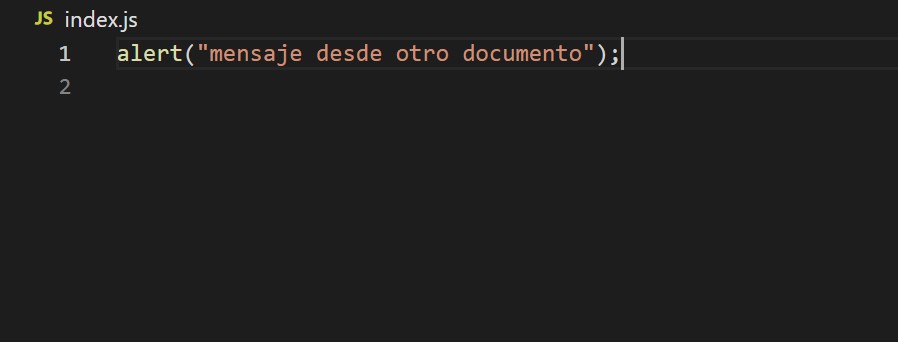 JS index.js
1 alert("mensaje desde otro documento");
2